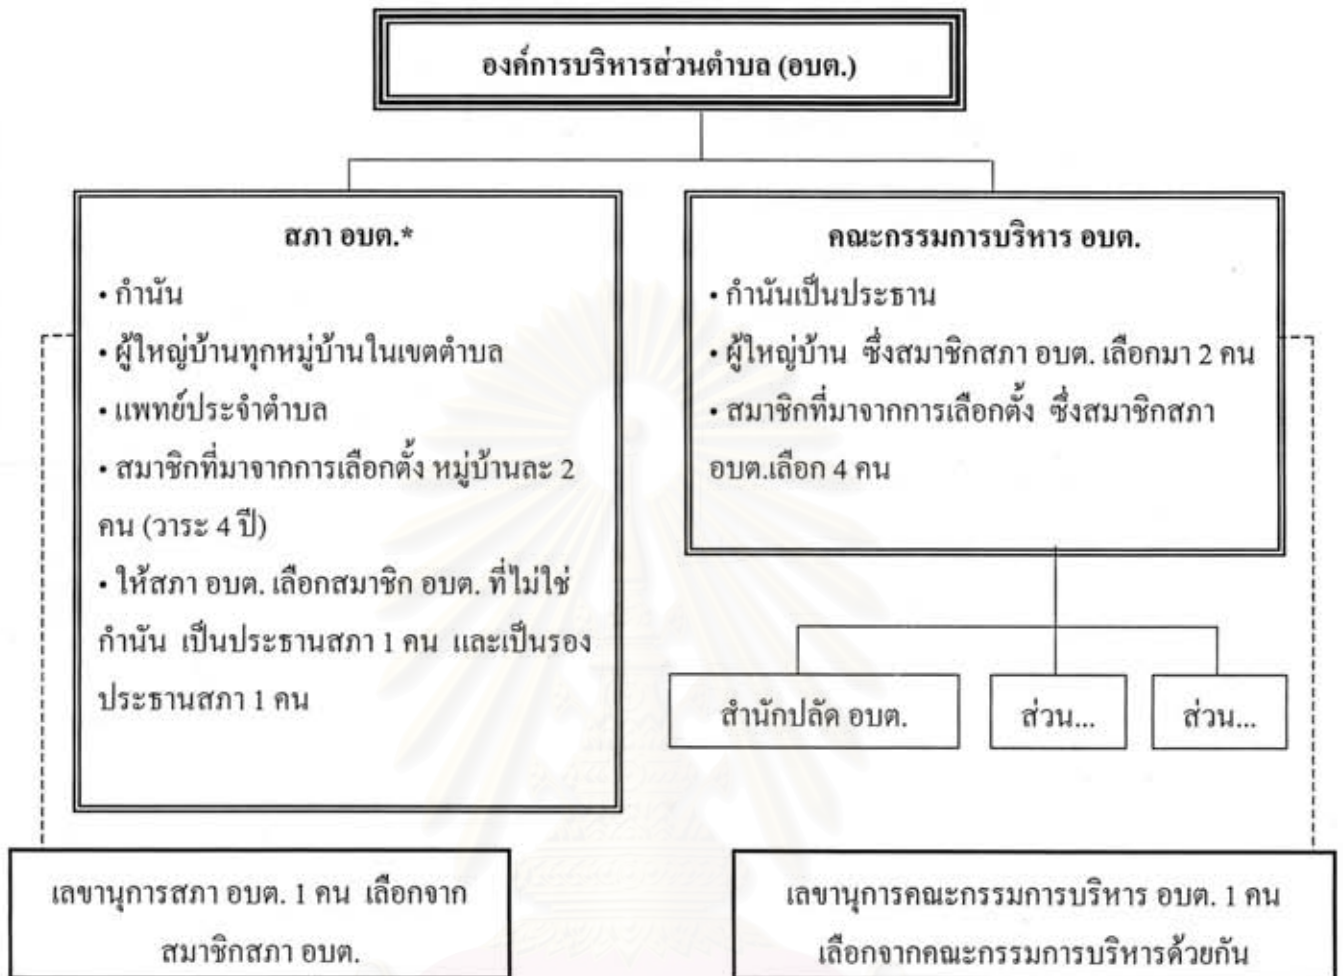 องค์การบริหารส่วนตำบล (อบต.)
สภา อบต.*
• กำนัน
• ผู้ใหญ่บ้านทุกหมู่บ้านในเขตตำบล
• แพทย์ประจำตำบล
• สมาชิกที่มาจากการเลือกตั้ง หมู่บ้านละ 2
คน (วาระ 4 ปี)
• ให้สภา อบต. เลือกสมาชิก อบต. ที่ไม่ใช่
กำนัน เป็นประธานสภา 1 คน และเป็นรอง
ประธานสภา 1 คน
คณะกรรมการบริหาร อบต.
• กำนันเป็นประธาน
• ผู้ใหญ่บ้าน ซึ่งสมาชิกสภา อบต. เลือกมา 2 คน
• สมาชิกที่มาจากการเลือกตั้ง ซึ่งสมาชิกสภา
อบต.เลือก 4 คน
สำนักปลัด อบต.
ส่วน...
ส่วน...
เลขานุการสภา อบต. 1 คน เลือกจาก
สมาชิกสภา อบต.
เลขานุการคณะกรรมการบริหาร อบต. 1 คน
เลือกจากคณะกรรมการบริหารด้วยกัน